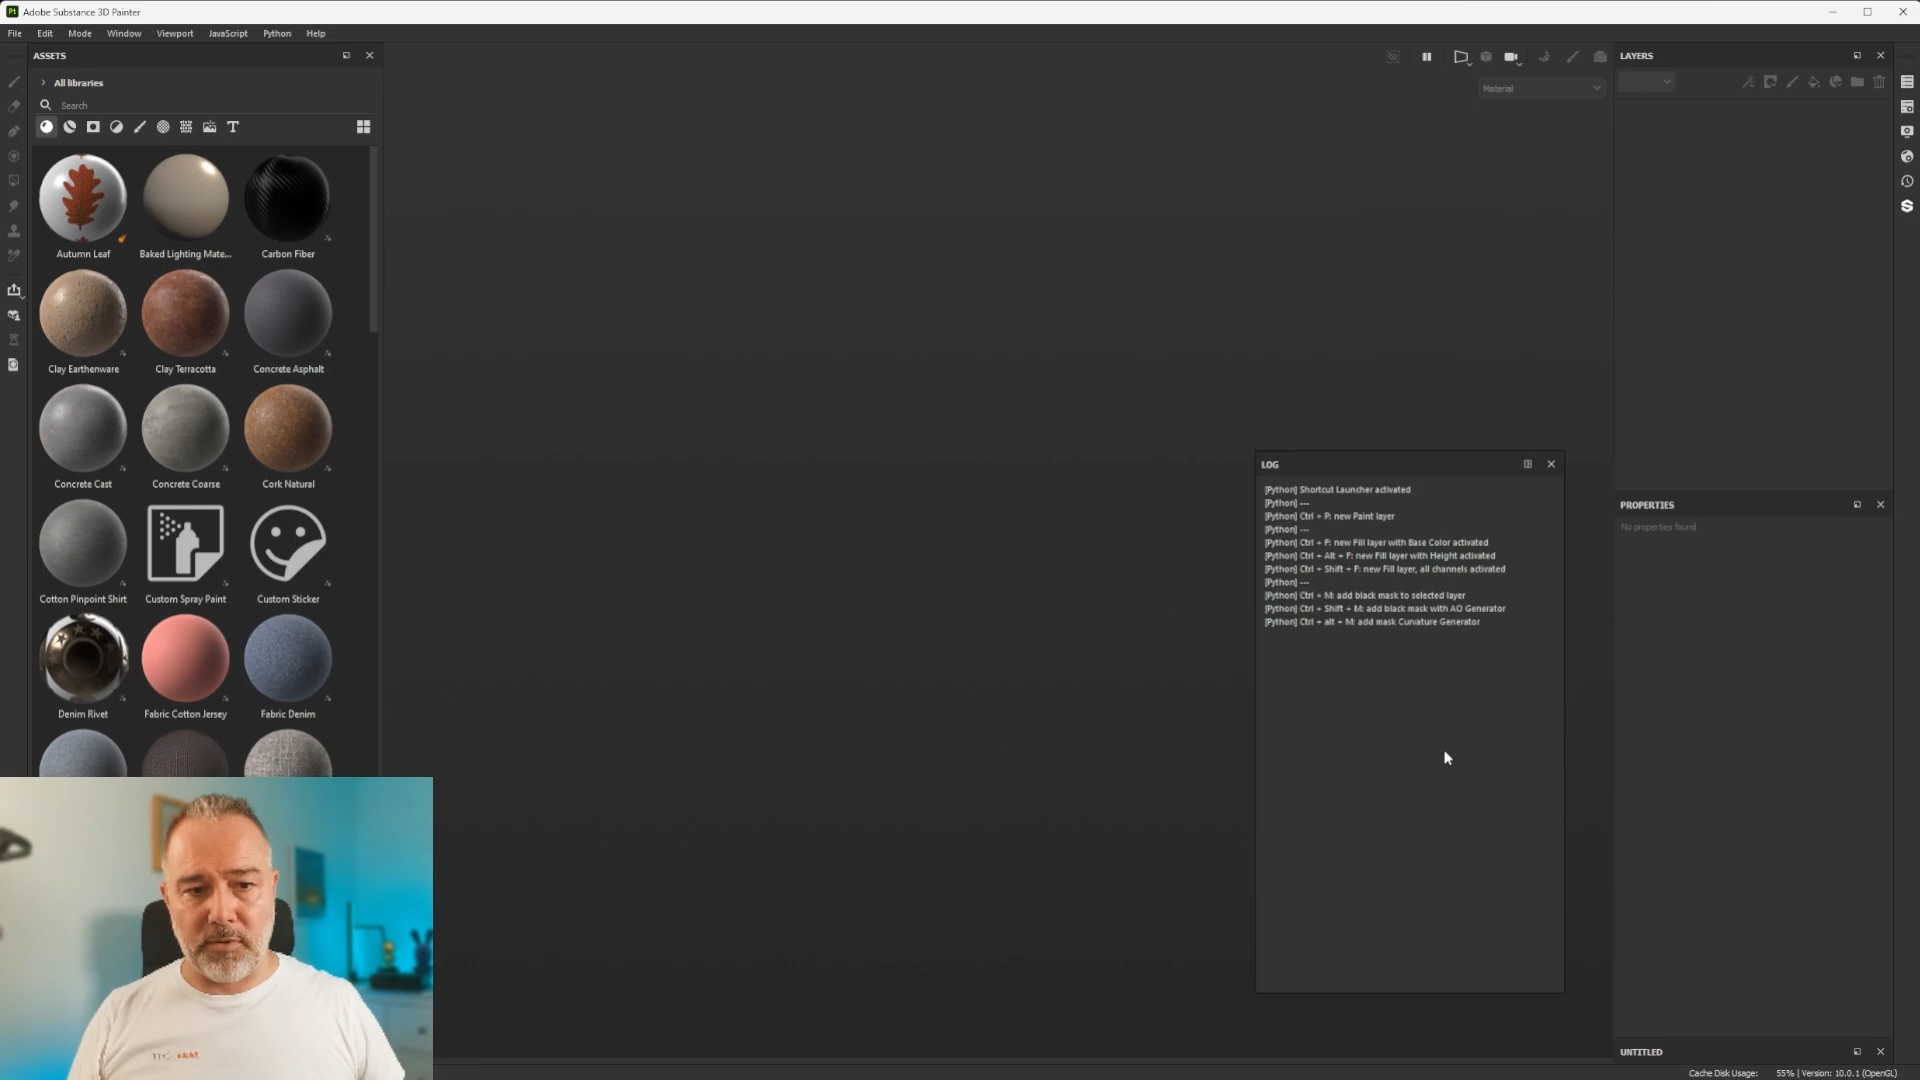 Pt Adobe Substance 3D Painter
File Edit Mode Window Viewport JavaScript Python Help
ASSETS
All libraries
Search
Autumn Leaf
Baked Lighting Mate...
Carbon Fiber
Clay Earthenware
Clay Terracotta
Concrete Asphalt
Concrete Cast
Concrete Coarse
Cork Natural
Cotton Pinpoint Shirt
Custom Spray Paint
Custom Sticker
Denim Rivet
Fabric Cotton Jersey
Fabric Denim
Material
LOG
[Python] Shortcut Launcher activated
[Python] ---
[Python] Ctrl + P: new Paint layer
[Python] ---
[Python] Ctrl + F: new Fill layer with Base Color activated
[Python] Ctrl + Alt + F: new Fill layer with Height activated
[Python] Ctrl + Shift + F: new Fill layer, all channels activated
[Python] ---
[Python] Ctrl + M: add black mask to selected layer
[Python] Ctrl + Shift + M: add black mask with AO Generator
[Python] Ctrl + alt + M: add mask Curvature Generator
LAYERS
PROPERTIES
No properties found
UNTITLED
Cache Disk Usage: 55% | Version: 10.0.1 (OpenGL)